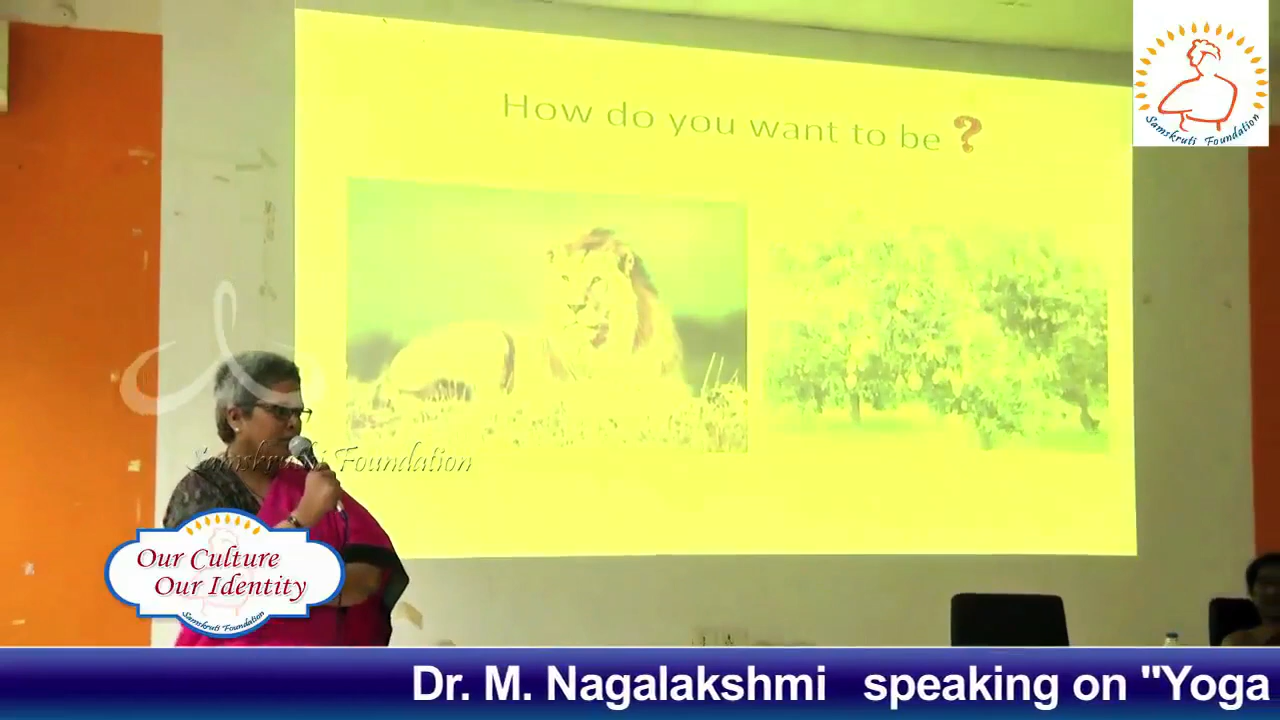 How do you want to be ?
Samskruti Foundation
Samskruthi Foundation
Our Culture
Our Identity
Samskruti Foundation
Dr. M. Nagalakshmi speaking on "Yoga